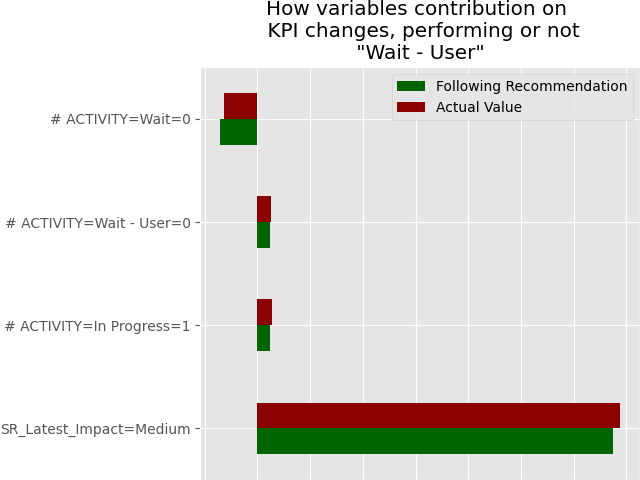 How variables contribution on
KPI changes, performing or not
"Wait - User"
Following Recommendation
Actual Value
# ACTIVITY=Wait=0
# ACTIVITY=Wait - User=0
# ACTIVITY=In Progress=1
SR_Latest_Impact=Medium